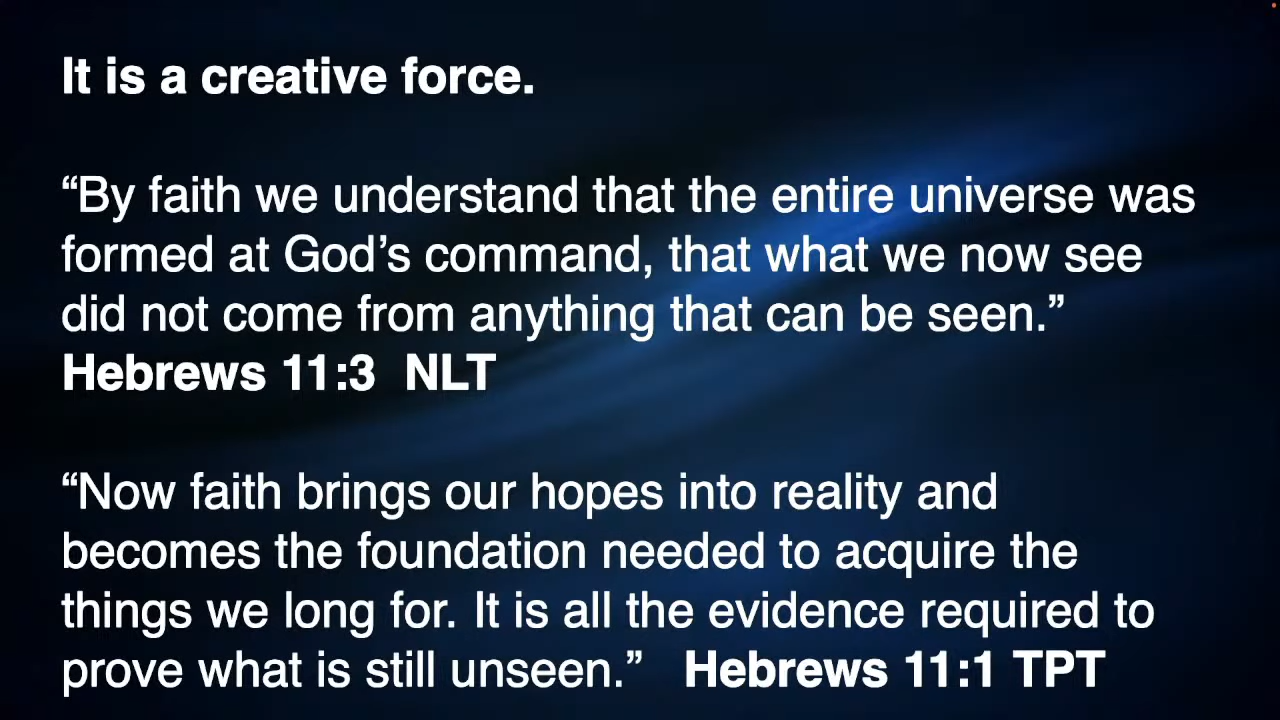 It is a creative force.
“By faith we understand that the entire universe was
formed at God’s command, that what we now see
did not come from anything that can be seen.”
Hebrews 11:3  NLT
“Now faith brings our hopes into reality and
becomes the foundation needed to acquire the
things we long for. It is all the evidence required to
prove what is still unseen.”   Hebrews 11:1 TPT